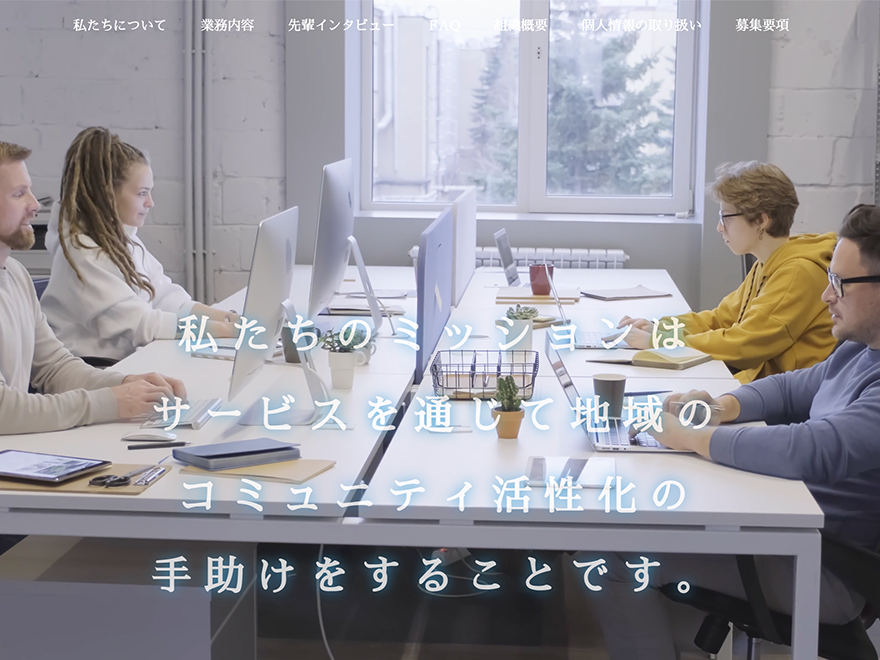 私たちについて 業務内容 先輩インタビュー FAQ 組織概要 個人情報の取り扱い 募集要項
私たちのミッションは
サービスを通じて地域の
コミュニティ活性化の
手助けをすることです。